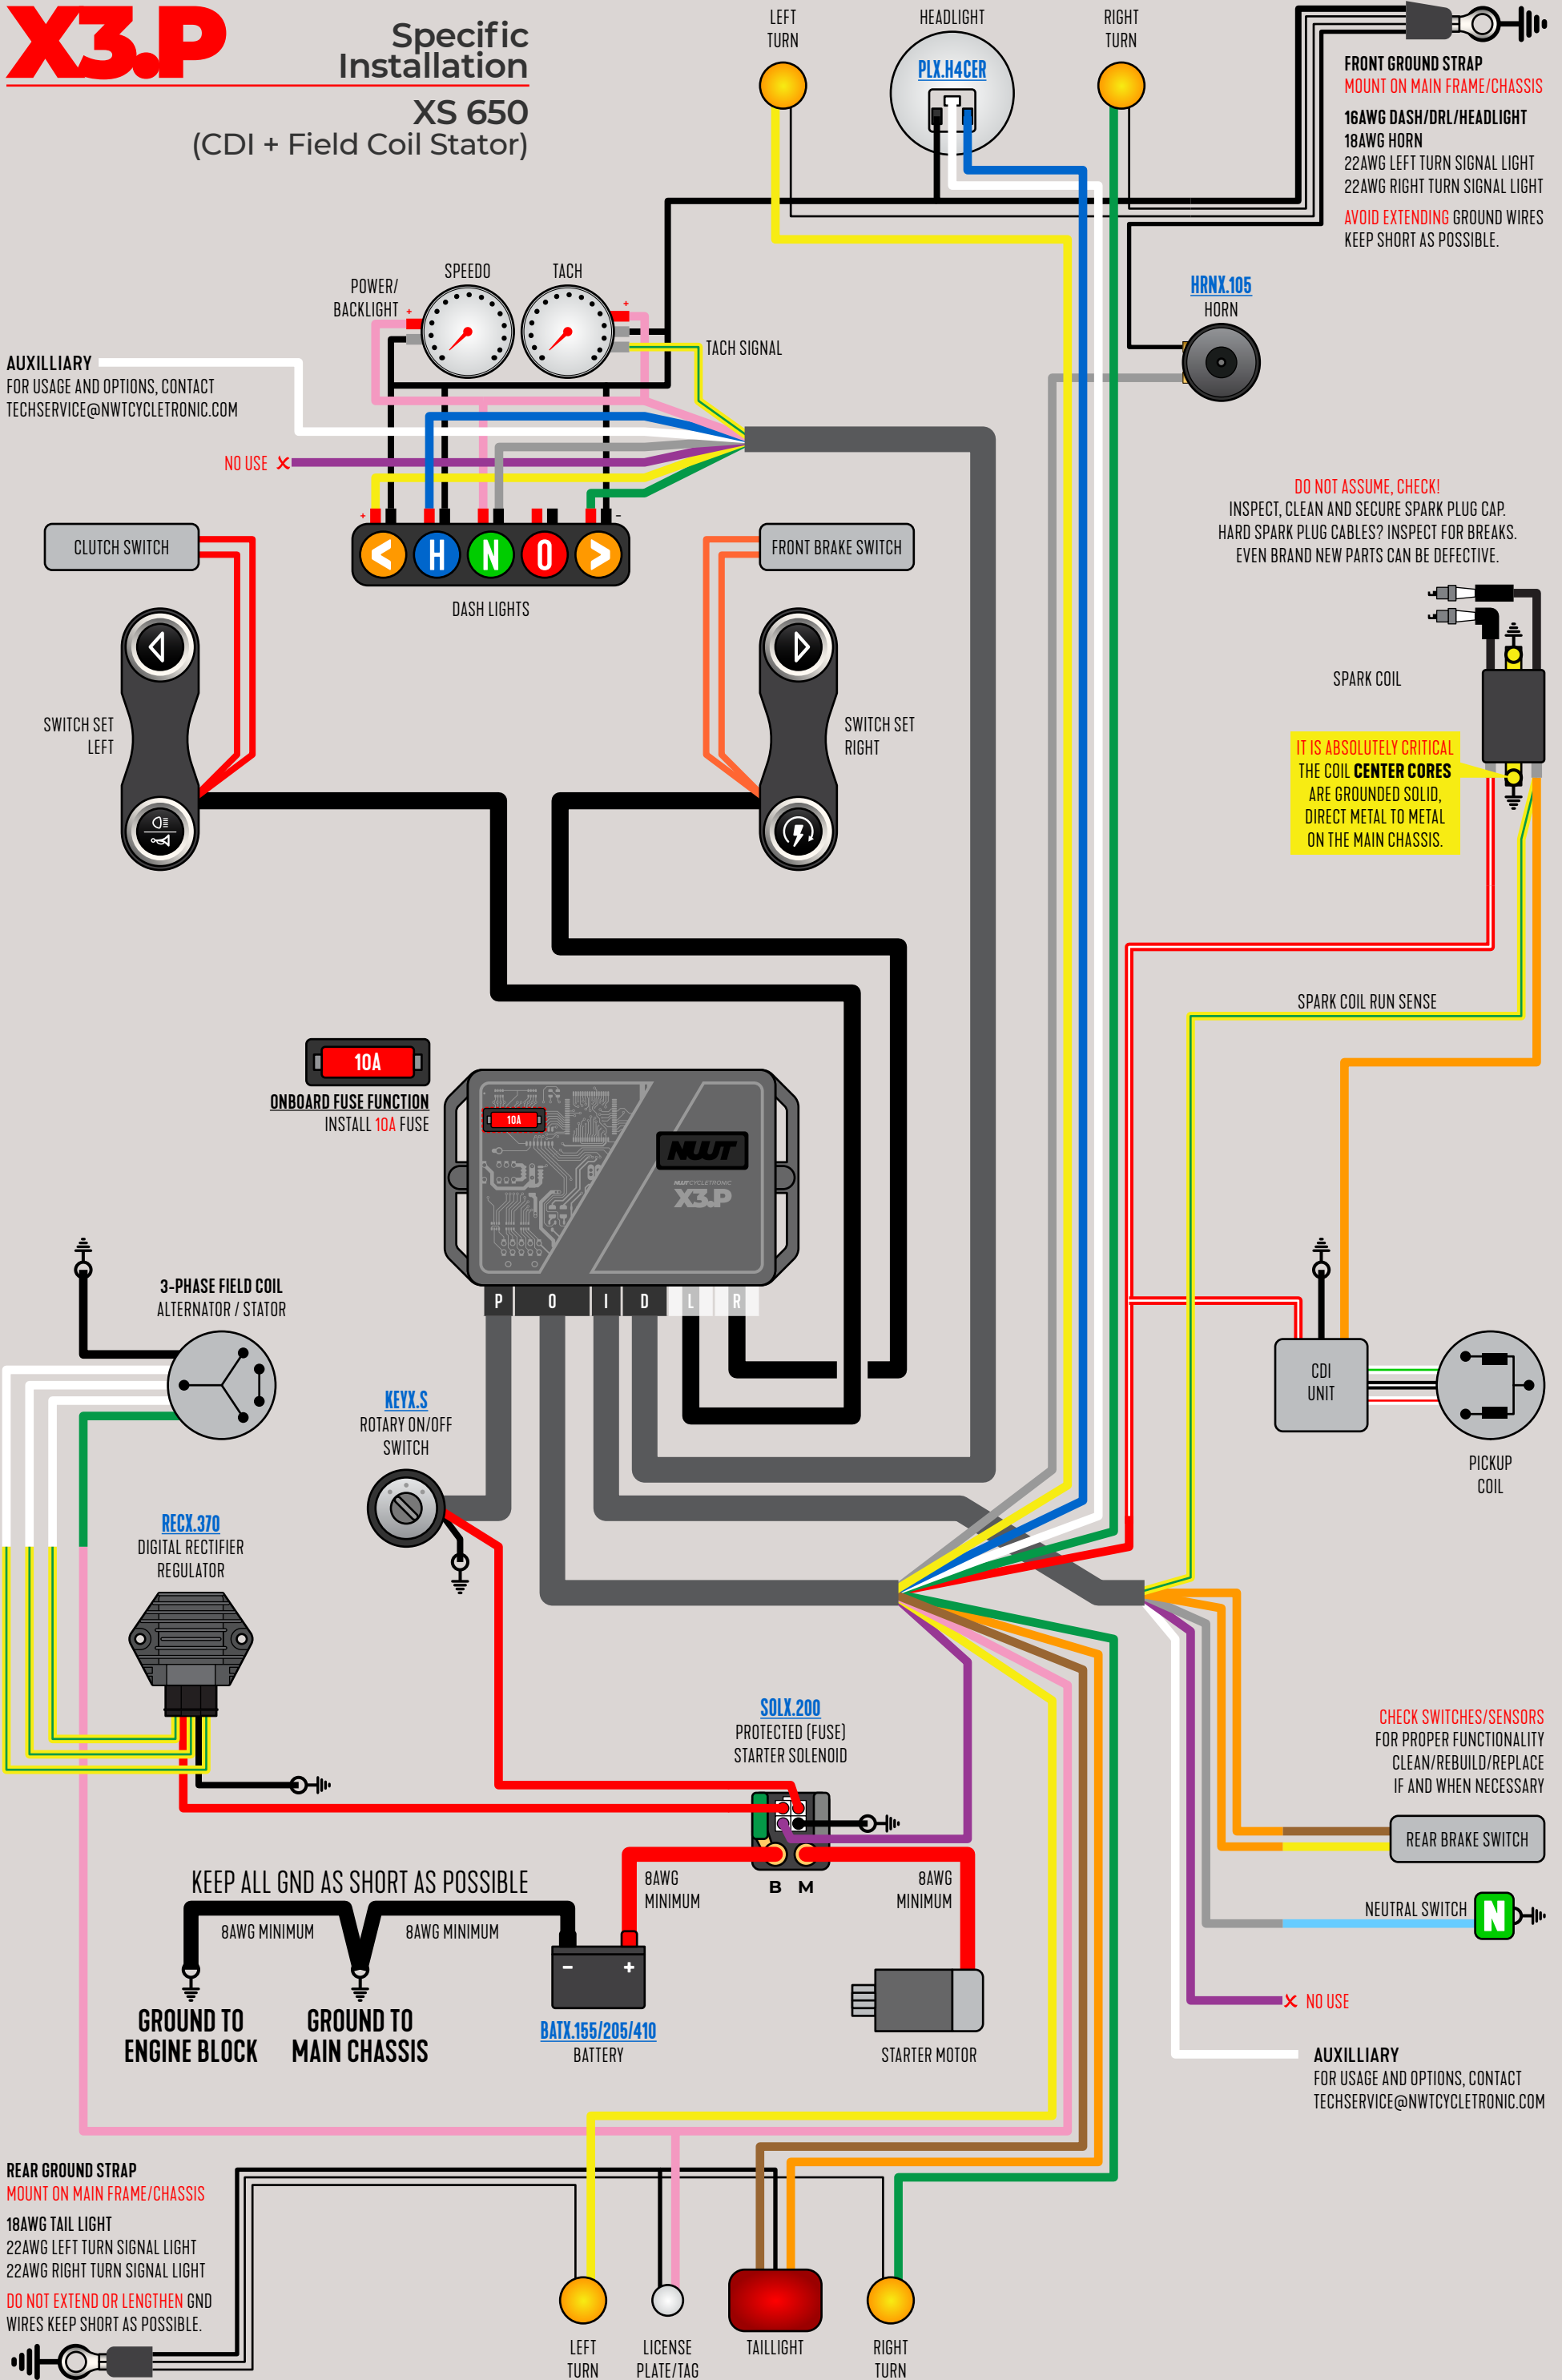 X3.P
Specific
Installation
XS 650
(CDI + Field Coil Stator)
LEFT
TURN
HEADLIGHT
PLX.H4CER
RIGHT
TURN
FRONT GROUND STRAP
MOUNT ON MAIN FRAME/CHASSIS
16AWG DASH/DRL/HEADLIGHT
18AWG HORN
22AWG LEFT TURN SIGNAL LIGHT
22AWG RIGHT TURN SIGNAL LIGHT
AVOID EXTENDING GROUND WIRES
KEEP SHORT AS POSSIBLE.
POWER/
BACKLIGHT
SPEEDO
TACH
+
+
TACH SIGNAL
HRNX.105
HORN
AUXILLIARY
FOR USAGE AND OPTIONS, CONTACT
TECHSERVICE@NWTCYCLETRONIC.COM
NO USE X
+
-
< H N O >
DASH LIGHTS
CLUTCH SWITCH
FRONT BRAKE SWITCH
SWITCH SET
LEFT
SWITCH SET
RIGHT
DO NOT ASSUME, CHECK!
INSPECT, CLEAN AND SECURE SPARK PLUG CAP.
HARD SPARK PLUG CABLES? INSPECT FOR BREAKS.
EVEN BRAND NEW PARTS CAN BE DEFECTIVE.
SPARK COIL
IT IS ABSOLUTELY CRITICAL
THE COIL CENTER CORES
ARE GROUNDED SOLID,
DIRECT METAL TO METAL
ON THE MAIN CHASSIS.
SPARK COIL RUN SENSE
10A
ONBOARD FUSE FUNCTION
INSTALL 10A FUSE
10A
NWT
NWT CYCLETRONIC
X3.P
P O I D L R
3-PHASE FIELD COIL
ALTERNATOR / STATOR
KEYX.S
ROTARY ON/OFF
SWITCH
CDI
UNIT
PICKUP
COIL
RECX.370
DIGITAL RECTIFIER
REGULATOR
SOLX.200
PROTECTED (FUSE)
STARTER SOLENOID
B M
8AWG
MINIMUM
8AWG
MINIMUM
KEEP ALL GND AS SHORT AS POSSIBLE
8AWG MINIMUM
8AWG MINIMUM
GROUND TO
ENGINE BLOCK
GROUND TO
MAIN CHASSIS
- +
BATX.155/205/410
BATTERY
STARTER MOTOR
CHECK SWITCHES/SENSORS
FOR PROPER FUNCTIONALITY
CLEAN/REBUILD/REPLACE
IF AND WHEN NECESSARY
REAR BRAKE SWITCH
NEUTRAL SWITCH
N
X NO USE
AUXILLIARY
FOR USAGE AND OPTIONS, CONTACT
TECHSERVICE@NWTCYCLETRONIC.COM
REAR GROUND STRAP
MOUNT ON MAIN FRAME/CHASSIS
18AWG TAIL LIGHT
22AWG LEFT TURN SIGNAL LIGHT
22AWG RIGHT TURN SIGNAL LIGHT
DO NOT EXTEND OR LENGTHEN GND
WIRES KEEP SHORT AS POSSIBLE.
LEFT
TURN
LICENSE
PLATE/TAG
TAILLIGHT
RIGHT
TURN